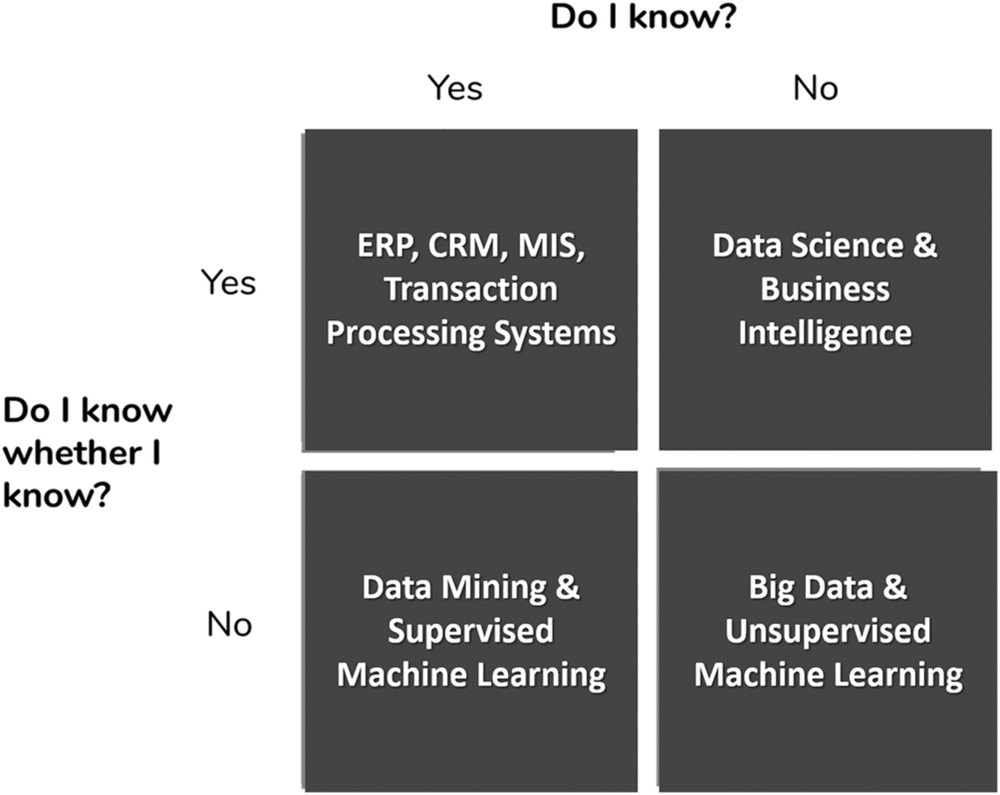 Do I know?
Yes
No
Yes
ERP, CRM, MIS,
Transaction
Processing Systems
Data Science &
Business
Intelligence
Do I know
whether I
know?
No
Data Mining &
Supervised
Machine Learning
Big Data &
Unsupervised
Machine Learning